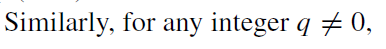 Similarly, for any integer q ≠ 0,